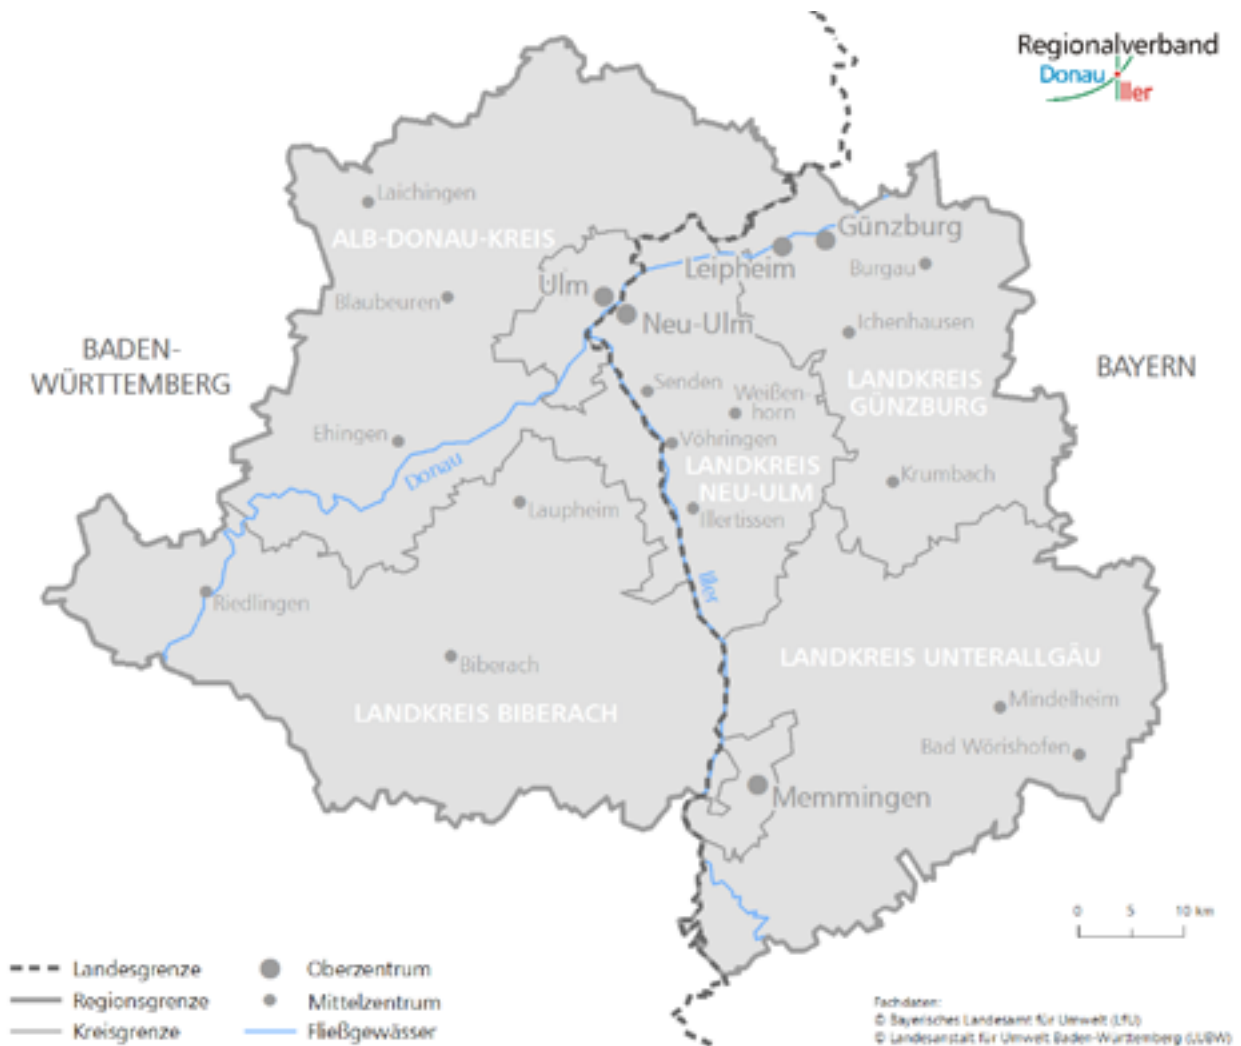 Regionalverband
Donau
Iller
Laichingen
ALB-DONAU-KREIS
Günzburg
Leipheim
Burgau
Ulm
Blaubeuren
Neu-Ulm
Ichenhausen
BADEN-
WÜRTTEMBERG
BAYERN
Senden
Weißen-
horn
LANDKREIS
GÜNZBURG
Ehingen
Vöhringen
Donau
LANDKREIS
NEU-ULM
Krumbach
Laupheim
Illertissen
Iller
Riedlingen
Biberach
LANDKREIS UNTERALLGÄU
LANDKREIS BIBERACH
Mindelheim
Bad Wörishofen
Memmingen
0 5 10 km
Landesgrenze
Oberzentrum
Regionsgrenze
Mittelzentrum
Kreisgrenze
Fließgewässer
Fachdaten:
© Bayerisches Landesamt für Umwelt (LfU)
© Landesanstalt für Umwelt Baden-Württemberg (LUBW)